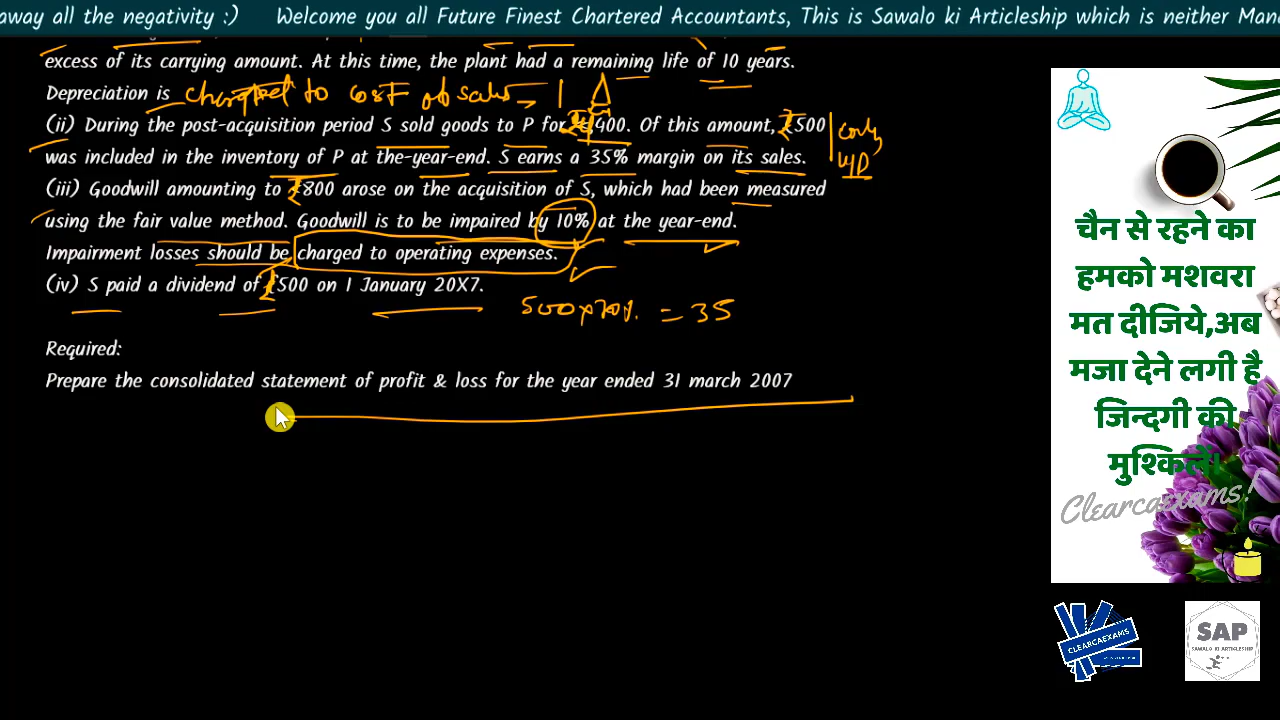 away all the negativity :) Welcome you all Future Finest Chartered Accountants, This is Sawalo ki Articleship which is neither Man
excess of its carrying amount. At this time, the plant had a remaining life of 10 years.
Depreciation is charged to cost of sales
(ii) During the post-acquisition period S sold goods to P for ₹1,400. Of this amount, ₹500
was included in the inventory of P at the-year-end. S earns a 35% margin on its sales.
(iii) Goodwill amounting to ₹800 arose on the acquisition of S, which had been measured
using the fair value method. Goodwill is to be impaired by 10% at the year-end.
Impairment losses should be charged to operating expenses.
(iv) S paid a dividend of ₹500 on 1 January 20X7.
= 35
Required:
Prepare the consolidated statement of profit & loss for the year ended 31 march 2007
चैन से रहने का
हमको मशवरा
मत दीजिये,अब
मजा देने लगी है
जिन्दगी की
मुश्किलें।
Clearcaexams!
CLEARCAEXAMS
SAP
SAWALO KI ARTICLESHIP